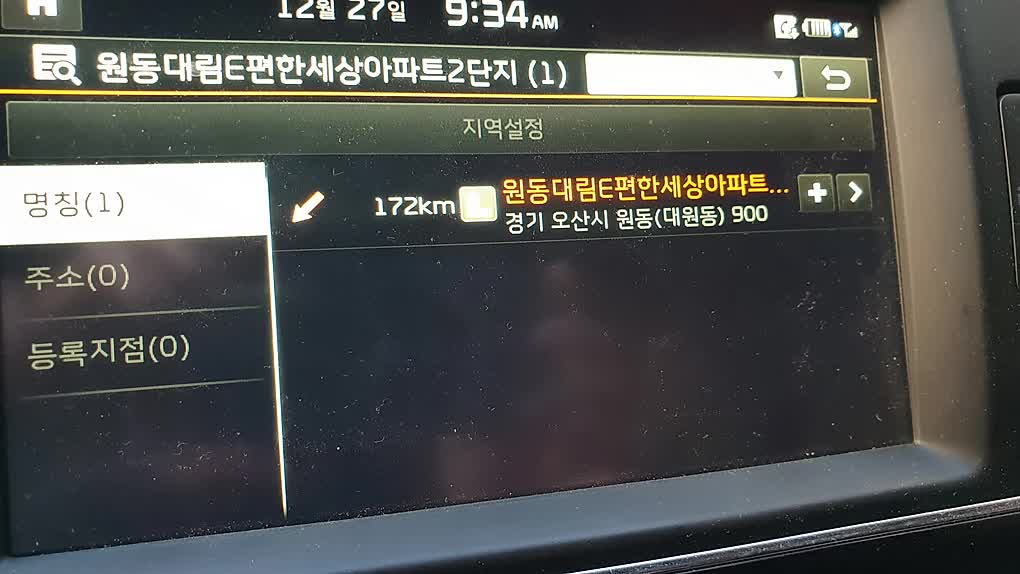 12월 27일 9:34 AM
원동대림E편한세상아파트2단지 (1)
지역설정
명칭(1)
172km 원동대림E편한세상아파트...
경기 오산시 원동(대원동) 900
주소(0)
등록지점(0)